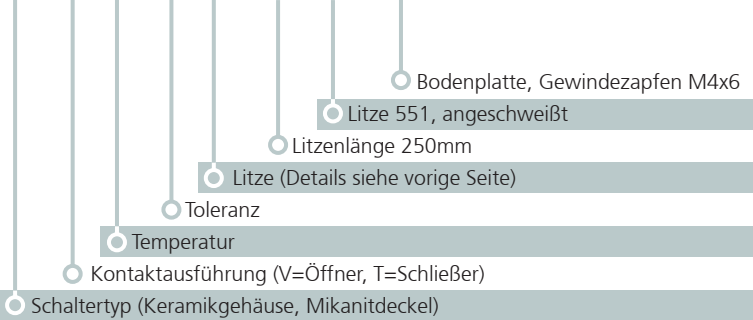 Bodenplatte, Gewindezapfen M4x6
Litze 551, angeschweißt
Litzenlänge 250mm
Litze (Details siehe vorige Seite)
Toleranz
Temperatur
Kontaktausführung (V=Öffner, T=Schließer)
Schaltertyp (Keramikgehäuse, Mikanitdeckel)